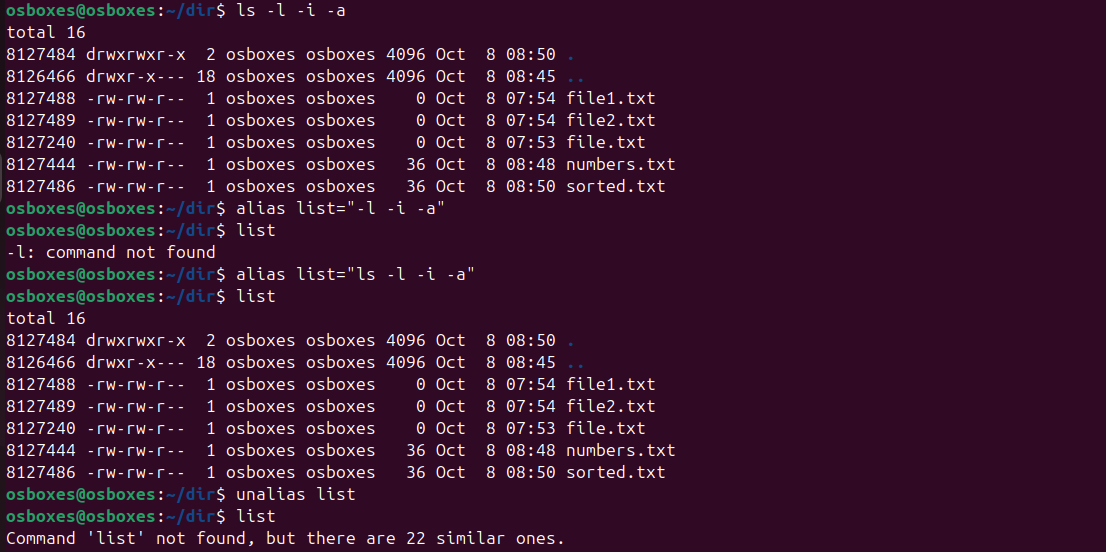 osboxes@osboxes:~/dir$ ls -l -i -a
total 16
8127484 drwxrwxr-x  2 osboxes osboxes 4096 Oct  8 08:50 .
8126466 drwxr-x--- 18 osboxes osboxes 4096 Oct  8 08:45 ..
8127488 -rw-rw-r--  1 osboxes osboxes    0 Oct  8 07:54 file1.txt
8127489 -rw-rw-r--  1 osboxes osboxes    0 Oct  8 07:54 file2.txt
8127240 -rw-rw-r--  1 osboxes osboxes    0 Oct  8 07:53 file.txt
8127444 -rw-rw-r--  1 osboxes osboxes   36 Oct  8 08:48 numbers.txt
8127486 -rw-rw-r--  1 osboxes osboxes   36 Oct  8 08:50 sorted.txt
osboxes@osboxes:~/dir$ alias list="-l -i -a"
osboxes@osboxes:~/dir$ list
-l: command not found
osboxes@osboxes:~/dir$ alias list="ls -l -i -a"
osboxes@osboxes:~/dir$ list
total 16
8127484 drwxrwxr-x  2 osboxes osboxes 4096 Oct  8 08:50 .
8126466 drwxr-x--- 18 osboxes osboxes 4096 Oct  8 08:45 ..
8127488 -rw-rw-r--  1 osboxes osboxes    0 Oct  8 07:54 file1.txt
8127489 -rw-rw-r--  1 osboxes osboxes    0 Oct  8 07:54 file2.txt
8127240 -rw-rw-r--  1 osboxes osboxes    0 Oct  8 07:53 file.txt
8127444 -rw-rw-r--  1 osboxes osboxes   36 Oct  8 08:48 numbers.txt
8127486 -rw-rw-r--  1 osboxes osboxes   36 Oct  8 08:50 sorted.txt
osboxes@osboxes:~/dir$ unalias list
osboxes@osboxes:~/dir$ list
Command 'list' not found, but there are 22 similar ones.